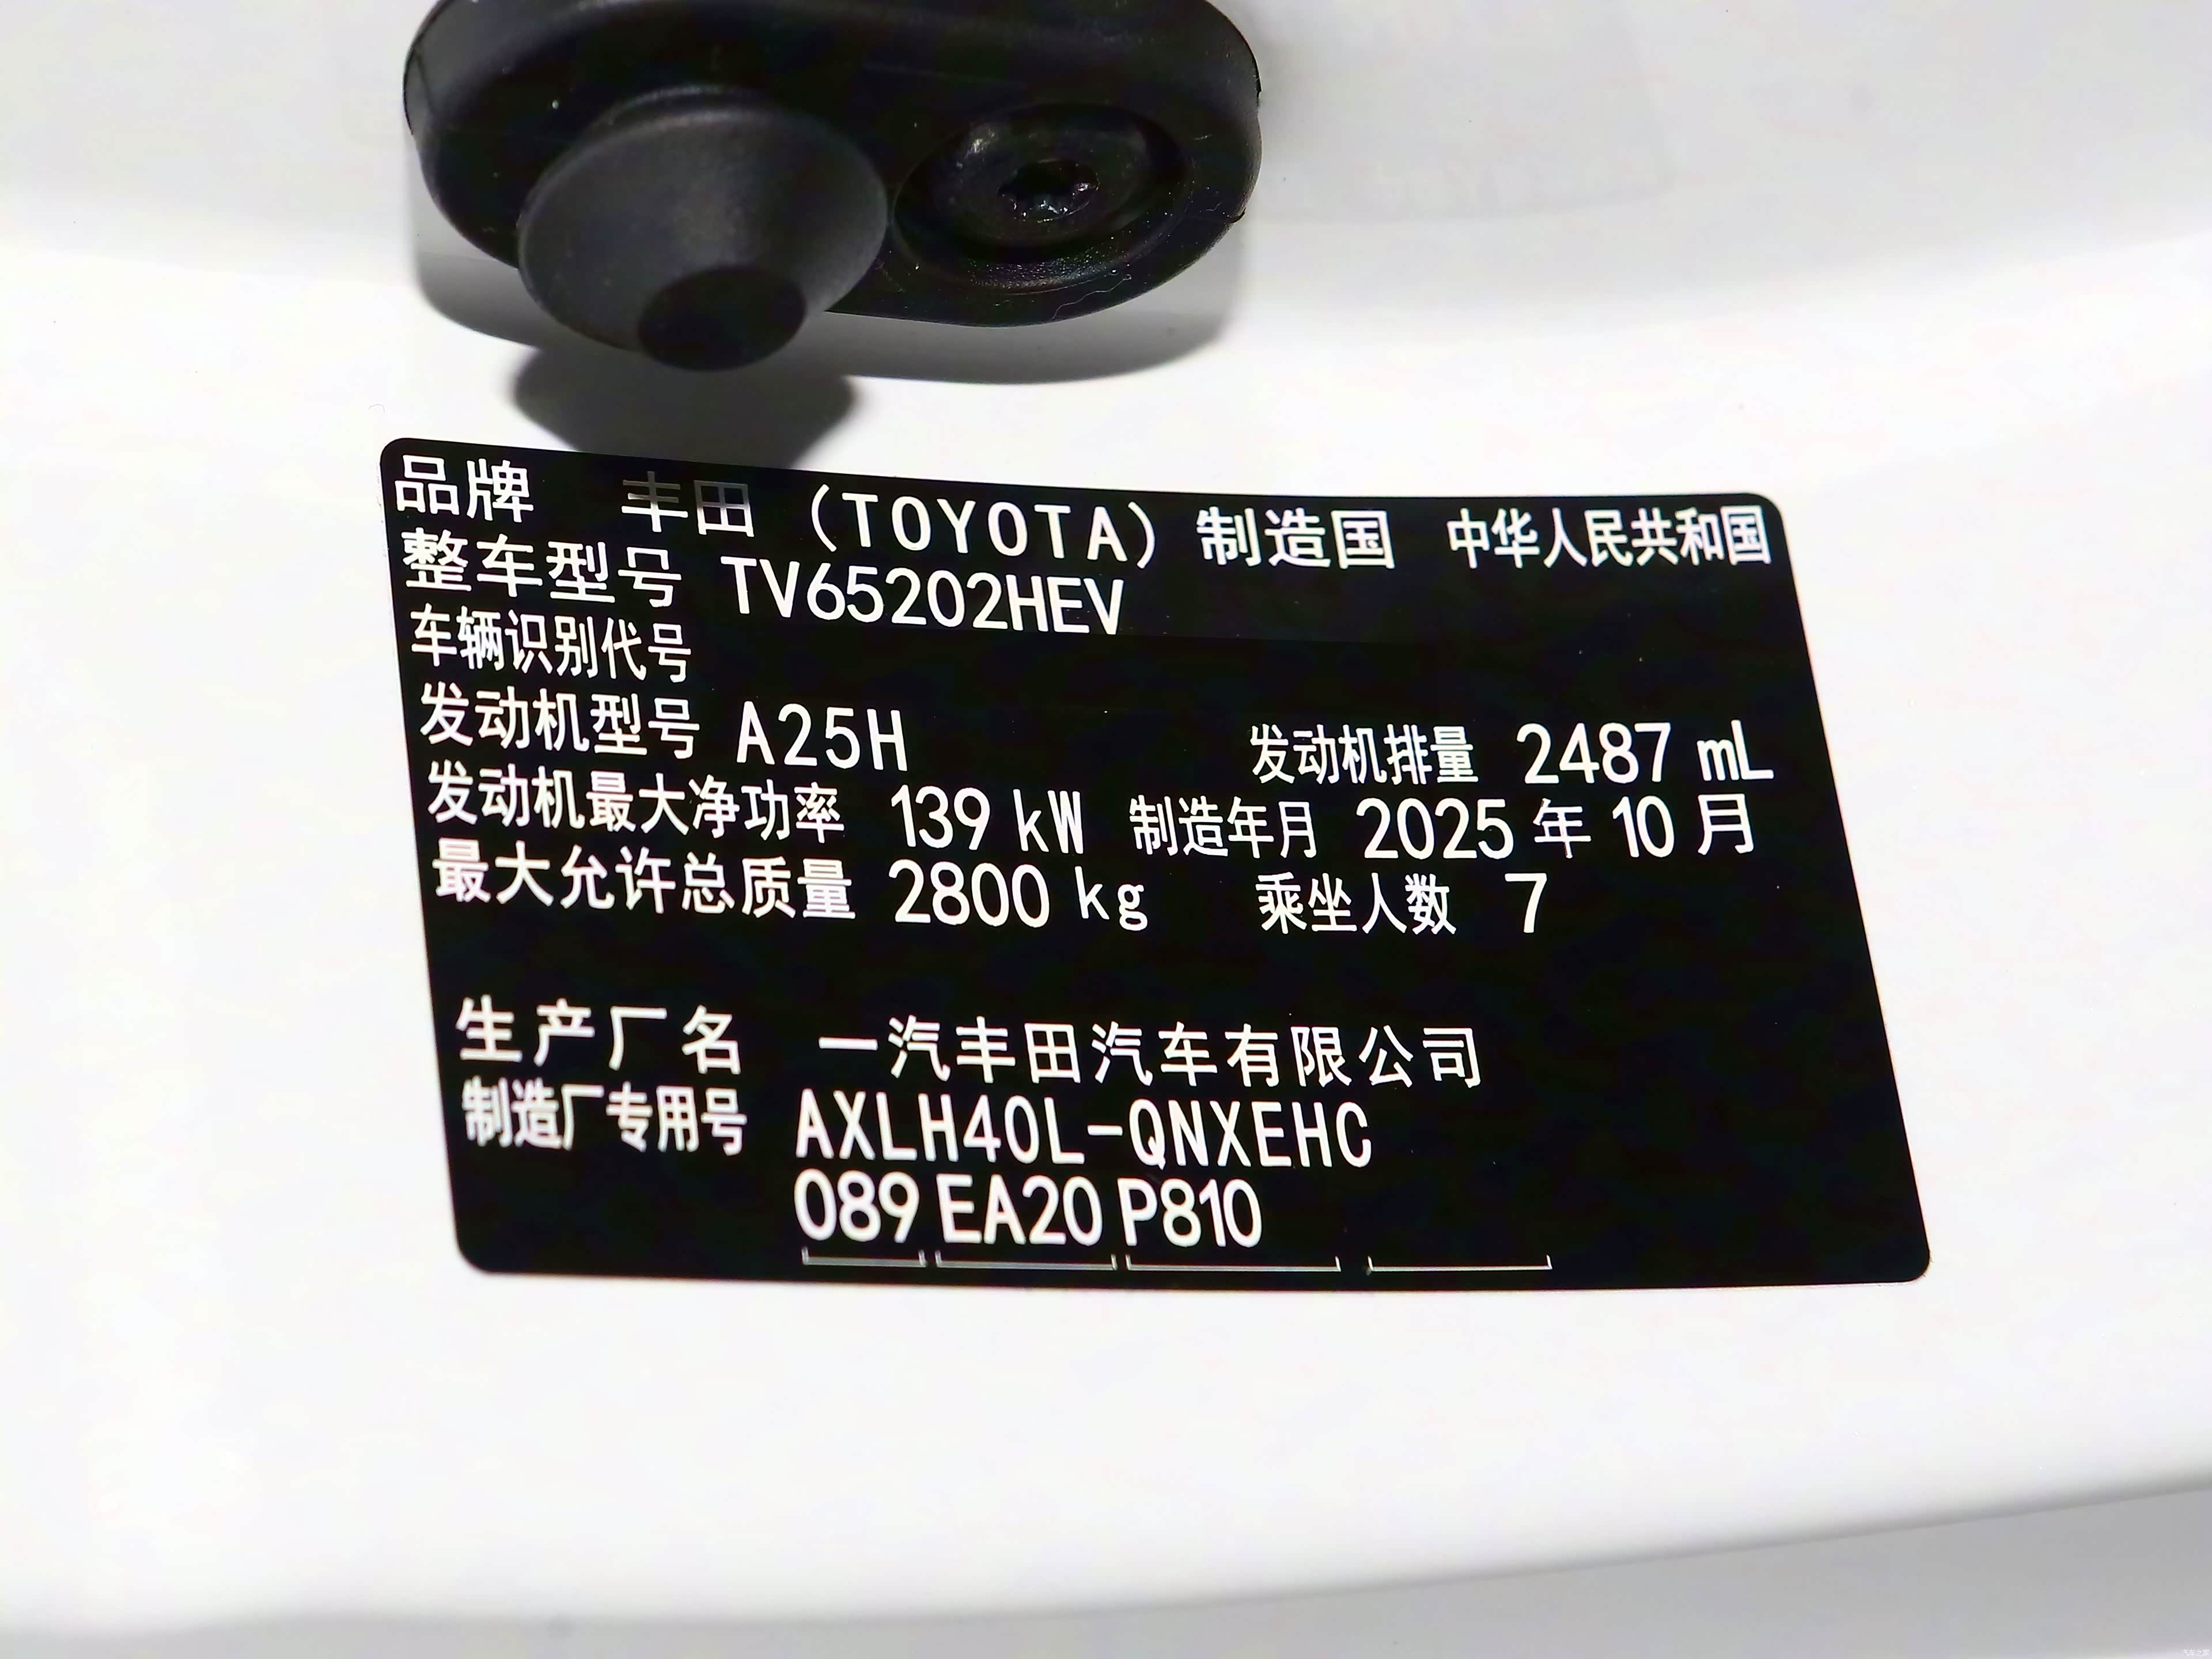 品牌 丰田 (TOYOTA) 制造国 中华人民共和国
整车型号 TV65202HEV
车辆识别代号
发动机型号 A25H 发动机排量 2487 mL
发动机最大净功率 139 kW 制造年月 2025 年 10 月
最大允许总质量 2800 kg 乘坐人数 7
生产厂名 一汽丰田汽车有限公司
制造厂专用号 AXLH40L-QNXEHC
089 EA20 P810
汽车之家